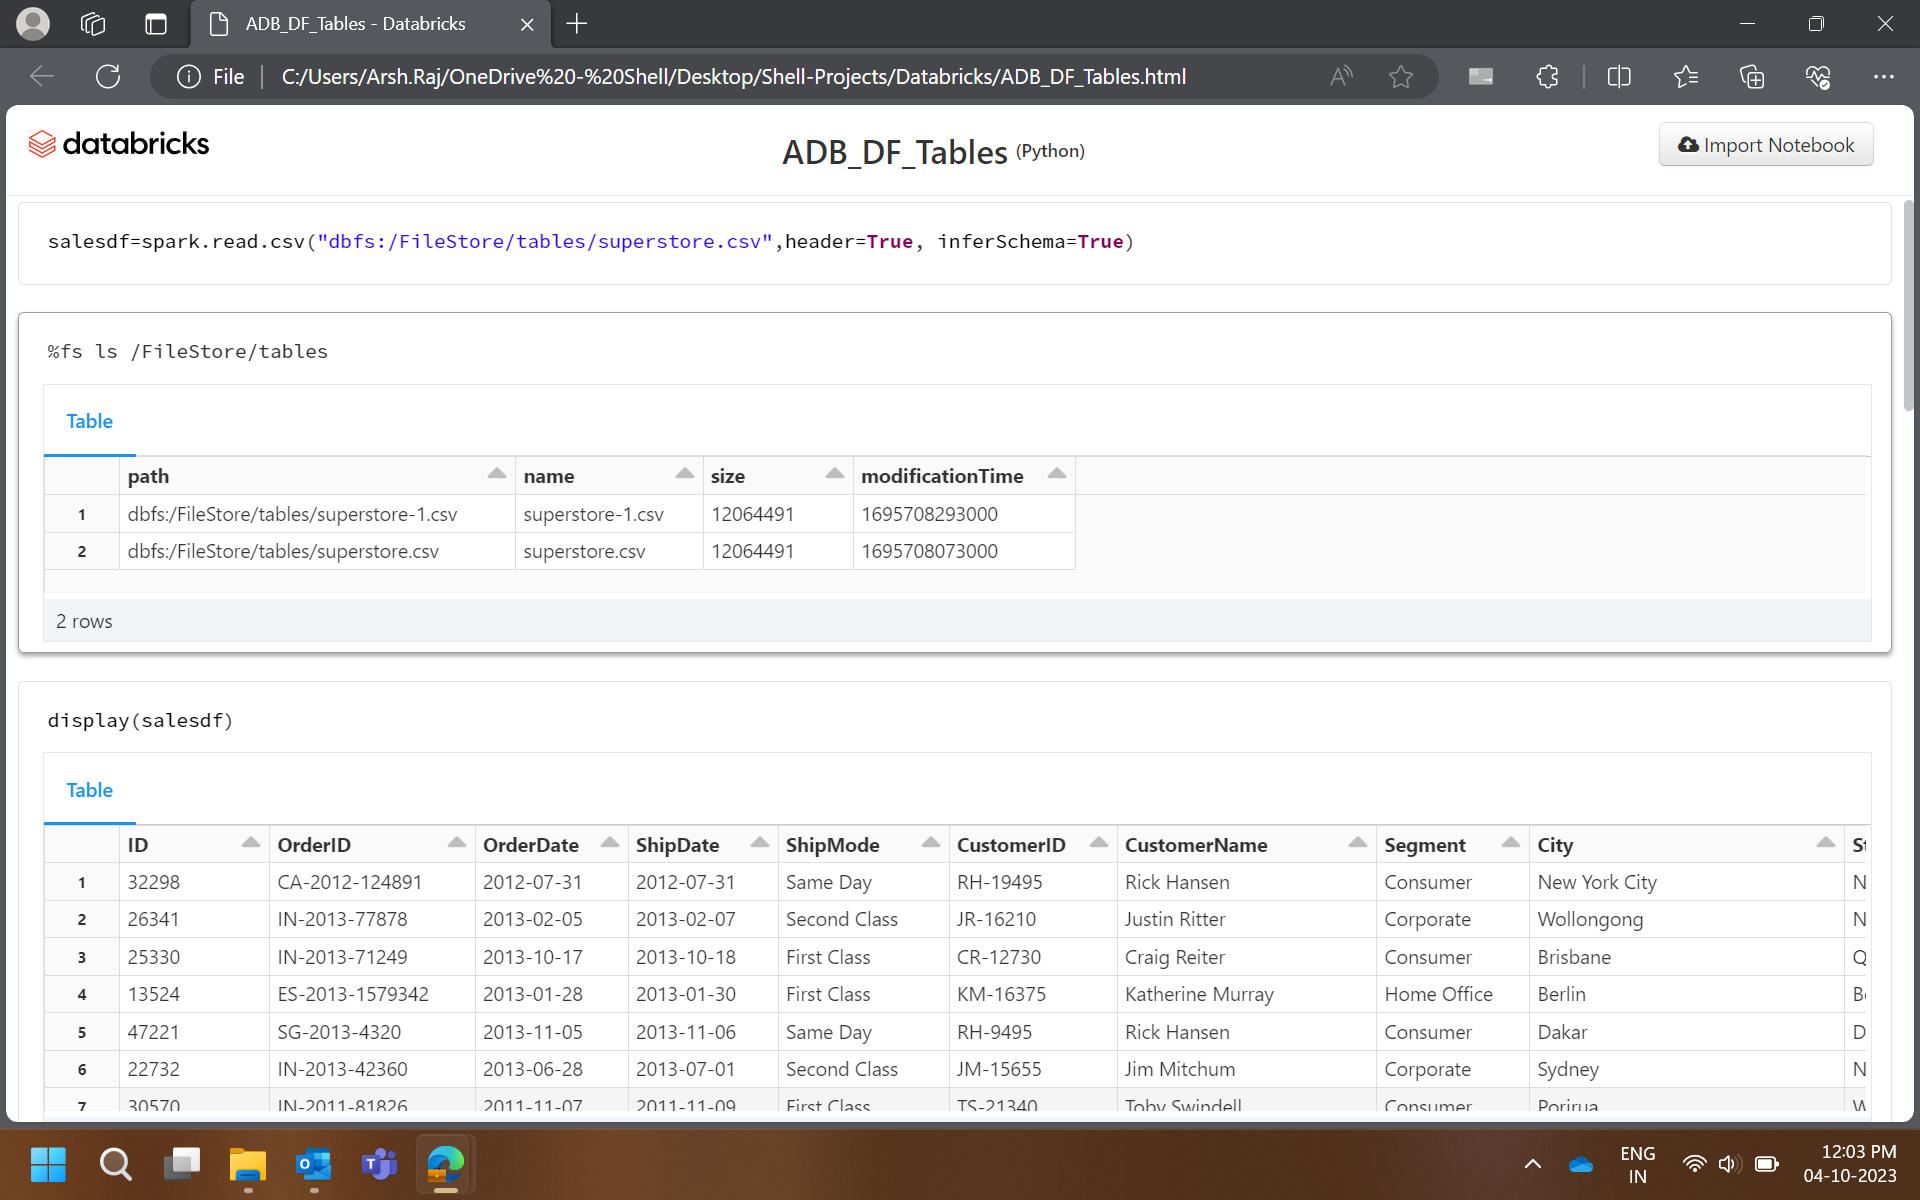 ADB_DF_Tables - Databricks
File C:/Users/Arsh.Raj/OneDrive%20-%20Shell/Desktop/Shell-Projects/Databricks/ADB_DF_Tables.html
databricks
ADB_DF_Tables (Python)
Import Notebook
salesdf=spark.read.csv("dbfs:/FileStore/tables/superstore.csv",header=True, inferSchema=True)
%fs ls /FileStore/tables
Table
path name size modificationTime
1 dbfs:/FileStore/tables/superstore-1.csv superstore-1.csv 12064491 1695708293000
2 dbfs:/FileStore/tables/superstore.csv superstore.csv 12064491 1695708073000
2 rows
display(salesdf)
Table
ID OrderID OrderDate ShipDate ShipMode CustomerID CustomerName Segment City
1 32298 CA-2012-124891 2012-07-31 2012-07-31 Same Day RH-19495 Rick Hansen Consumer New York City N
2 26341 IN-2013-77878 2013-02-05 2013-02-07 Second Class JR-16210 Justin Ritter Corporate Wollongong N
3 25330 IN-2013-71249 2013-10-17 2013-10-18 First Class CR-12730 Craig Reiter Consumer Brisbane Q
4 13524 ES-2013-1579342 2013-01-28 2013-01-30 First Class KM-16375 Katherine Murray Home Office Berlin
5 47221 SG-2013-4320 2013-11-05 2013-11-06 Same Day RH-9495 Rick Hansen Consumer Dakar D
6 22732 IN-2013-42360 2013-06-28 2013-07-01 Second Class JM-15655 Jim Mitchum Corporate Sydney N
7 30570 IN-2011-81826 2011-11-07 2011-11-09 First Class TS-21340 Toby Swindell Consumer Porirua
ENG
IN
12:03 PM
04-10-2023